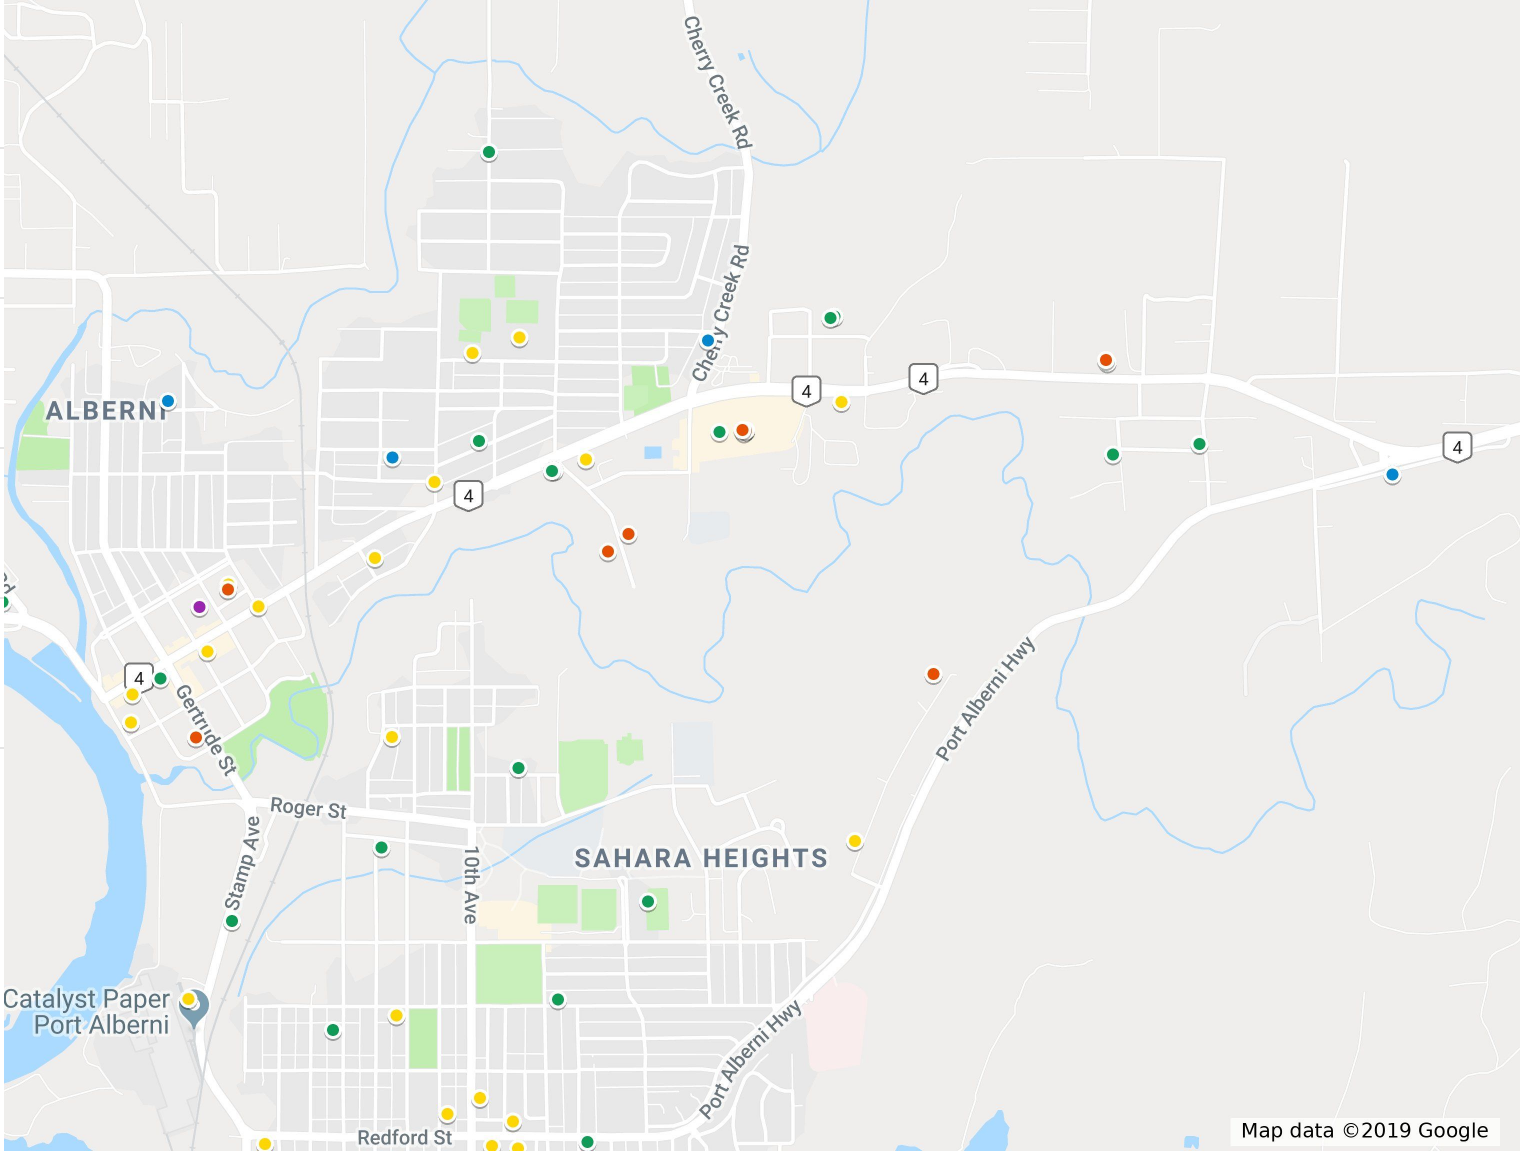 Cherry Creek Rd
Cherry Creek Rd
4
4
ALBERNI
4
4
Rd
4
Gertrude St
Port Alberni Hwy
Roger St
Stamp Ave
10th Ave
SAHARA HEIGHTS
Catalyst Paper
Port Alberni
Port Alberni Hwy
Redford St
Map data ©2019 Google